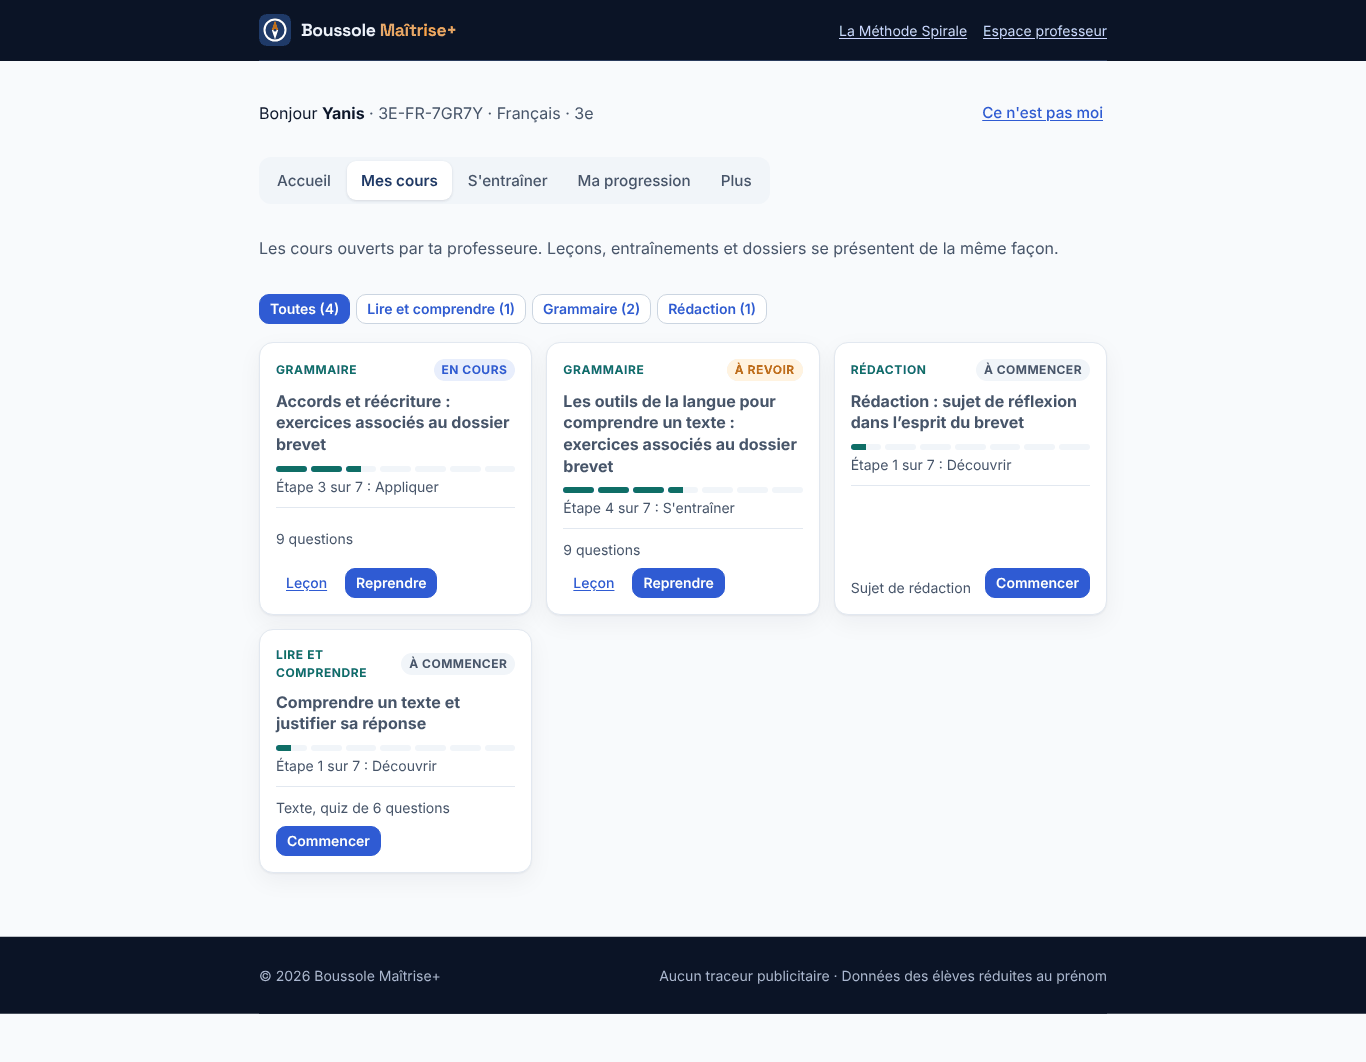 Boussole Maîtrise+
La Méthode Spirale Espace professeur
Bonjour Yanis · 3E-FR-7GR7Y · Français · 3e
Ce n'est pas moi
Accueil Mes cours S'entraîner Ma progression Plus
Les cours ouverts par ta professeure. Leçons, entraînements et dossiers se présentent de la même façon.
Toutes (4) Lire et comprendre (1) Grammaire (2) Rédaction (1)
GRAMMAIRE EN COURS
Accords et réécriture :
exercices associés au dossier
brevet
Étape 3 sur 7 : Appliquer
9 questions
Leçon Reprendre
GRAMMAIRE À REVOIR
Les outils de la langue pour
comprendre un texte :
exercices associés au dossier
brevet
Étape 4 sur 7 : S'entraîner
9 questions
Leçon Reprendre
RÉDACTION À COMMENCER
Rédaction : sujet de réflexion
dans l’esprit du brevet
Étape 1 sur 7 : Découvrir
Sujet de rédaction Commencer
LIRE ET
COMPRENDRE
À COMMENCER
Comprendre un texte et
justifier sa réponse
Étape 1 sur 7 : Découvrir
Texte, quiz de 6 questions
Commencer
© 2026 Boussole Maîtrise+
Aucun traceur publicitaire · Données des élèves réduites au prénom